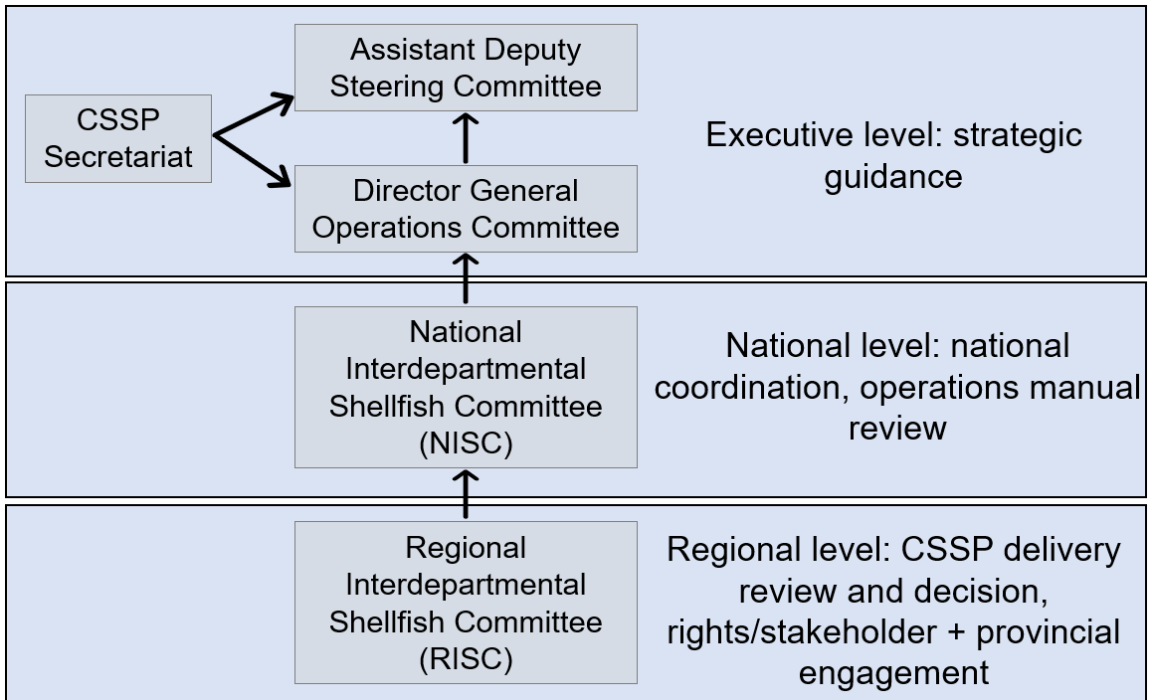 Assistant Deputy
Steering Committee
CSSP
Secretariat
Director General
Operations Committee
Executive level: strategic
guidance
National
Interdepartmental
Shellfish Committee
(NISC)
National level: national
coordination, operations manual
review
Regional
Interdepartmental
Shellfish Committee
(RISC)
Regional level: CSSP delivery
review and decision,
rights/stakeholder + provincial
engagement